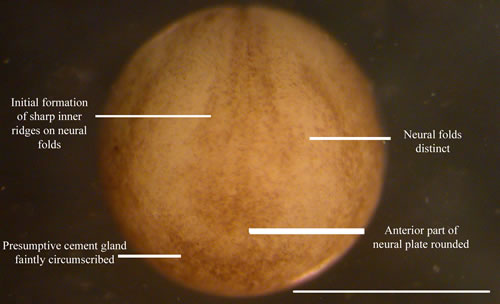 Initial formation
of sharp inner
ridges on neural
folds
Neural folds
distinct
Presumptive cement gland
faintly circumscribed
Anterior part of
neural plate rounded